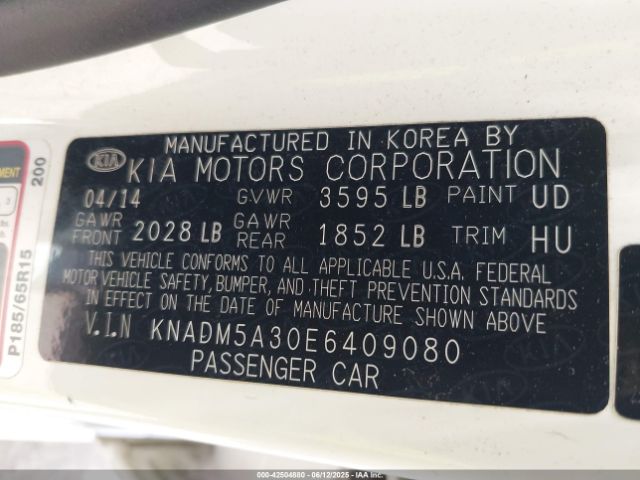 MANUFACTURED IN KOREA BY
KIA KIA MOTORS CORPORATION
04/14 GVWR 3595 LB PAINT UD
GAWR FRONT 2028 LB GAWR REAR 1852 LB TRIM HU
THIS VEHICLE CONFORMS TO ALL APPLICABLE U.S.A. FEDERAL
MOTOR VEHICLE SAFETY, BUMPER, AND THEFT PREVENTION STANDARDS
IN EFFECT ON THE DATE OF MANUFACTURE SHOWN ABOVE
V.I.N KNADM5A30E6409080
PASSENGER CAR
P185/65R15
200
000-42504880 | 06/12/2025 | IAA Inc. (IAAI.com)